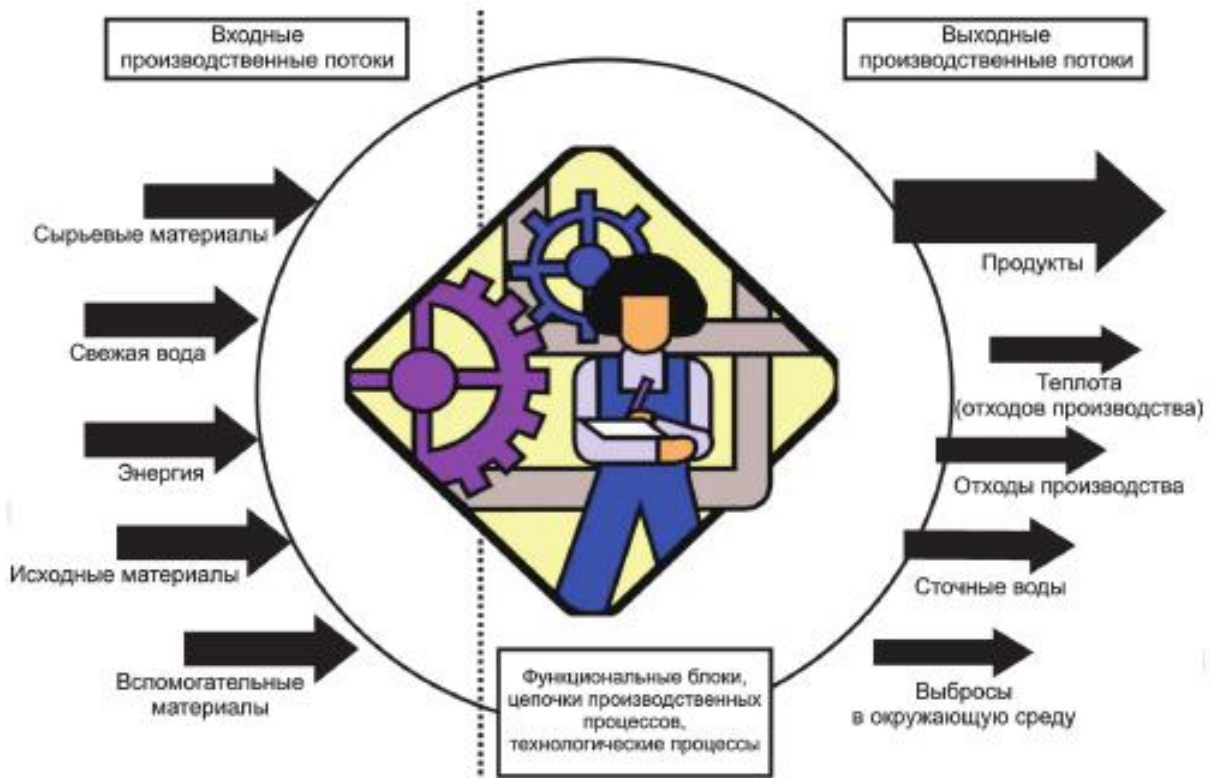 Входные
производственные потоки
Выходные
производственные потоки
Сырьевые материалы
Свежая вода
Энергия
Исходные материалы
Вспомогательные
материалы
Продукты
Теплота
(отходов производства)
Отходы производства
Сточные воды
Выбросы
в окружающую среду
Функциональные блоки,
цепочки производственных
процессов,
технологические процессы